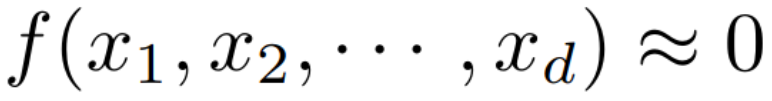 f(x₁, x₂, ⋯ , x_d) ≈ 0